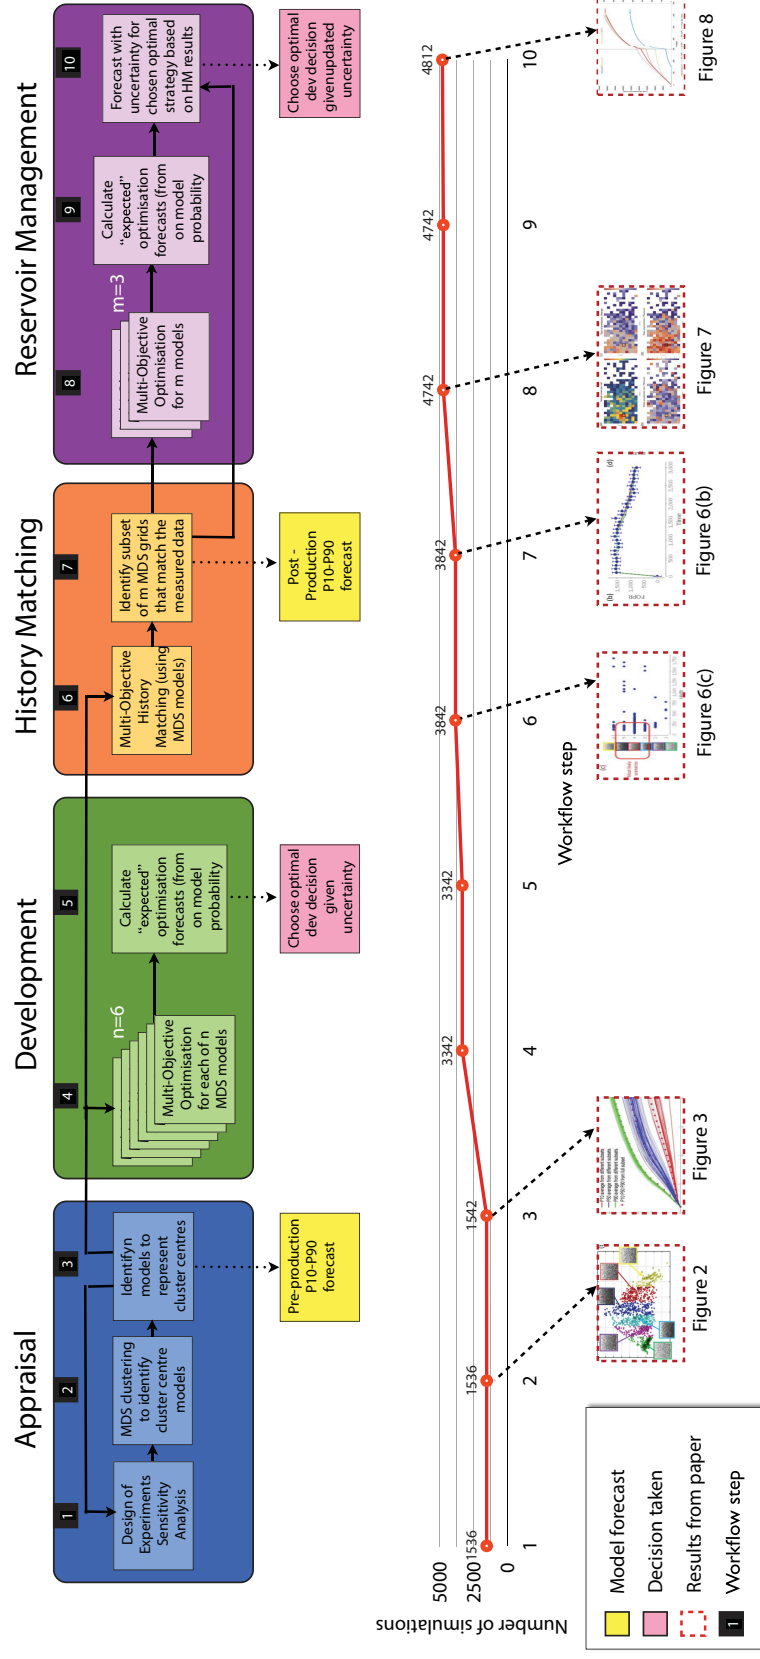 Appraisal
Development
History Matching
Reservoir Management
1
2
3
4
5
6
7
8
9
10
Design of
Experiments
Sensitivity
Analysis
MDS clustering
to identify
cluster centre
models
Identifyn
models to
represent
cluster centres
n=6
Multi-Objective
Optimisation
for each of n
MDS models
Calculate
“expected”
optimisation
forecasts (from
on model
probability
Multi-Objective
History
Matching (using
MDS models)
Identify subset
of m MDS grids
that match the
measured data
m=3
Multi-Objective
Optimisation
for m models
Calculate
“expected”
optimisation
forecasts (from
on model
probability
Forecast with
uncertainty for
chosen optimal
strategy based
on HM results
Pre-production
P10-P90
forecast
Choose optimal
dev decision
given
uncertainty
Post -
Production
P10-P90
forecast
Choose optimal
dev decision
givenupdated
uncertainty
Number of simulations
5000
2500
0
1536
1536
1542
3342
3342
3842
3842
4742
4742
4812
1
2
3
4
5
6
7
8
9
10
Workflow step
Figure 2
Figure 3
Figure 6(c)
(b)
(d)
FOPR
Time
Figure 6(b)
Figure 7
Figure 8
Model forecast
Decision taken
Results from paper
1
Workflow step